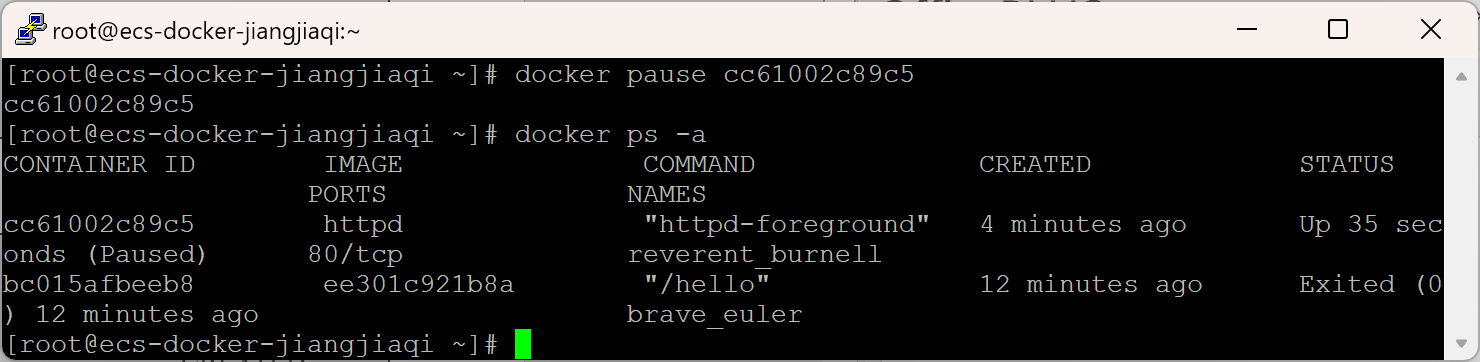 root@ecs-docker-jiangjiaqi:~
[root@ecs-docker-jiangjiaqi ~]# docker pause cc61002c89c5
cc61002c89c5
[root@ecs-docker-jiangjiaqi ~]# docker ps -a
CONTAINER ID        IMAGE               COMMAND              CREATED             STATUS
                   PORTS               NAMES
cc61002c89c5        httpd               "httpd-foreground"   4 minutes ago       Up 35 sec
onds (Paused)      80/tcp              reverent_burnell
bc015afbeeb8        ee301c921b8a        "/hello"             12 minutes ago      Exited (0
) 12 minutes ago                       brave_euler
[root@ecs-docker-jiangjiaqi ~]#